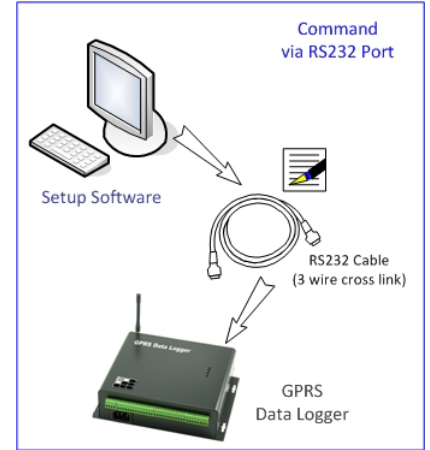 Command
via RS232 Port
Setup Software
RS232 Cable
(3 wire cross link)
GPRS Data Logger
GPRS
Data Logger